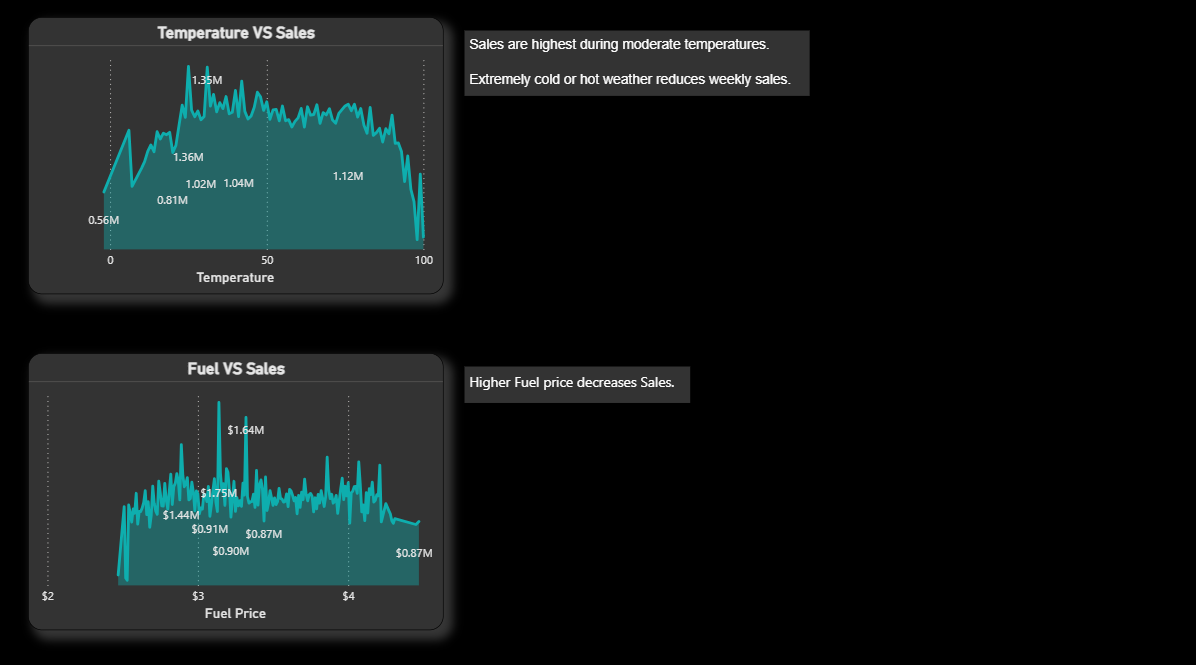 Temperature VS Sales
1.35M
1.36M
1.02M 1.04M
1.12M
0.81M
0.56M
0 50 100
Temperature
Sales are highest during moderate temperatures.
Extremely cold or hot weather reduces weekly sales.
Fuel VS Sales
$1.64M
$1.75M
$1.44M
$0.91M
$0.87M
$0.90M
$0.87M
$2 $3 $4
Fuel Price
Higher Fuel price decreases Sales.